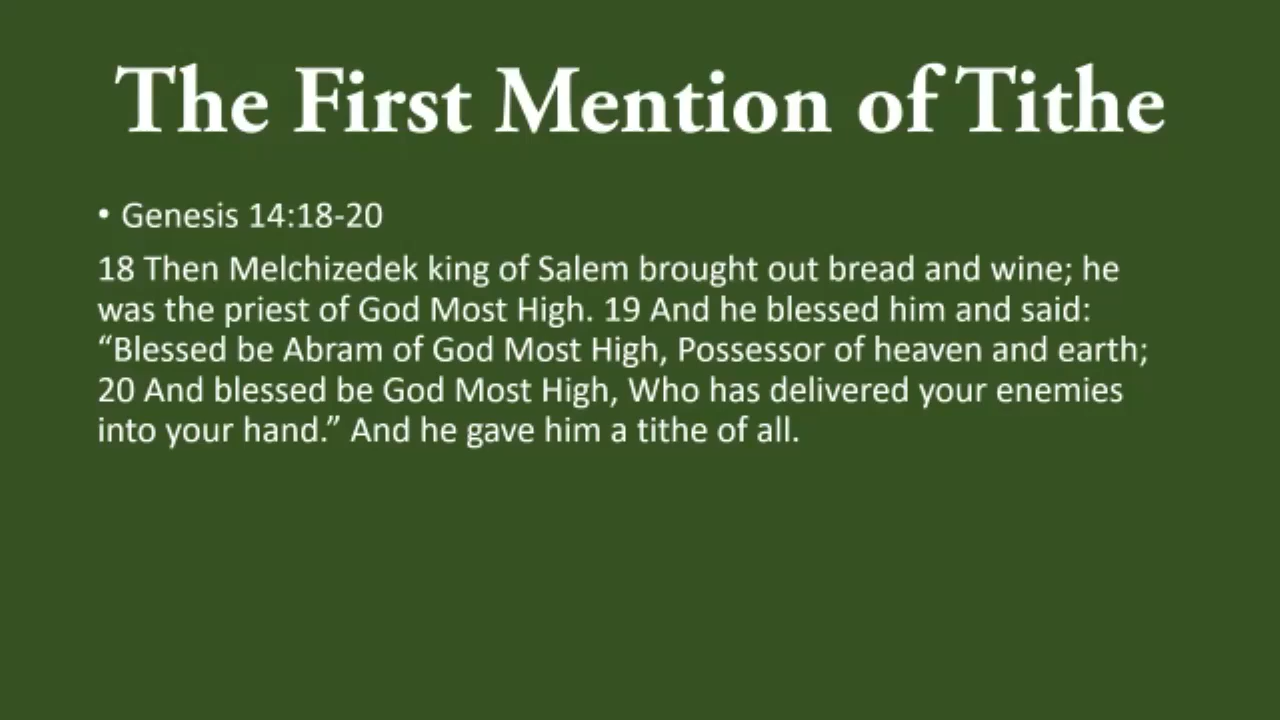 The First Mention of Tithe
• Genesis 14:18-20
18 Then Melchizedek king of Salem brought out bread and wine; he
was the priest of God Most High. 19 And he blessed him and said:
“Blessed be Abram of God Most High, Possessor of heaven and earth;
20 And blessed be God Most High, Who has delivered your enemies
into your hand.” And he gave him a tithe of all.